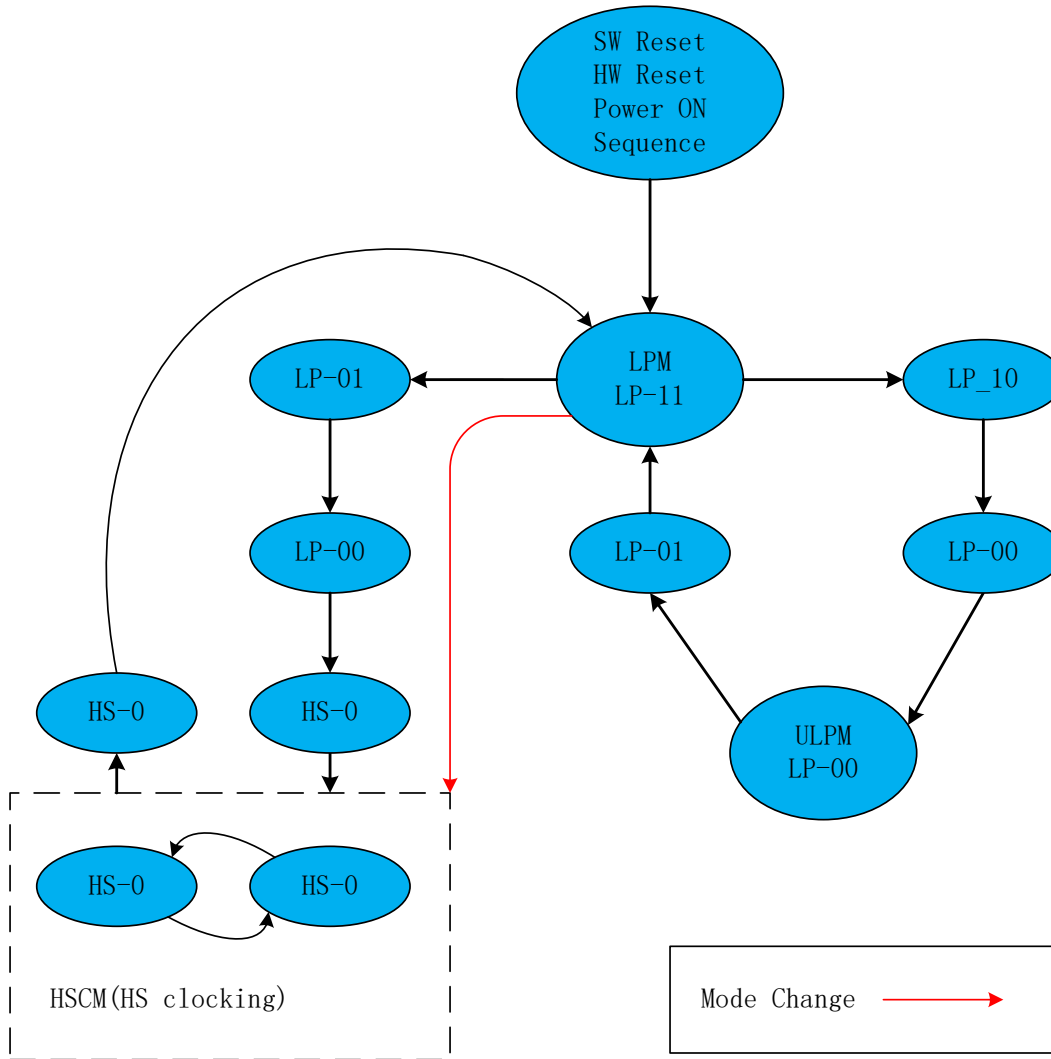 SW Reset
HW Reset
Power ON
Sequence
LP-01
LPM
LP-11
LP_10
LP-00
LP-01
LP-00
HS-0
HS-0
ULPM
LP-00
HS-0
HS-0
HSCM(HS clocking)
Mode Change